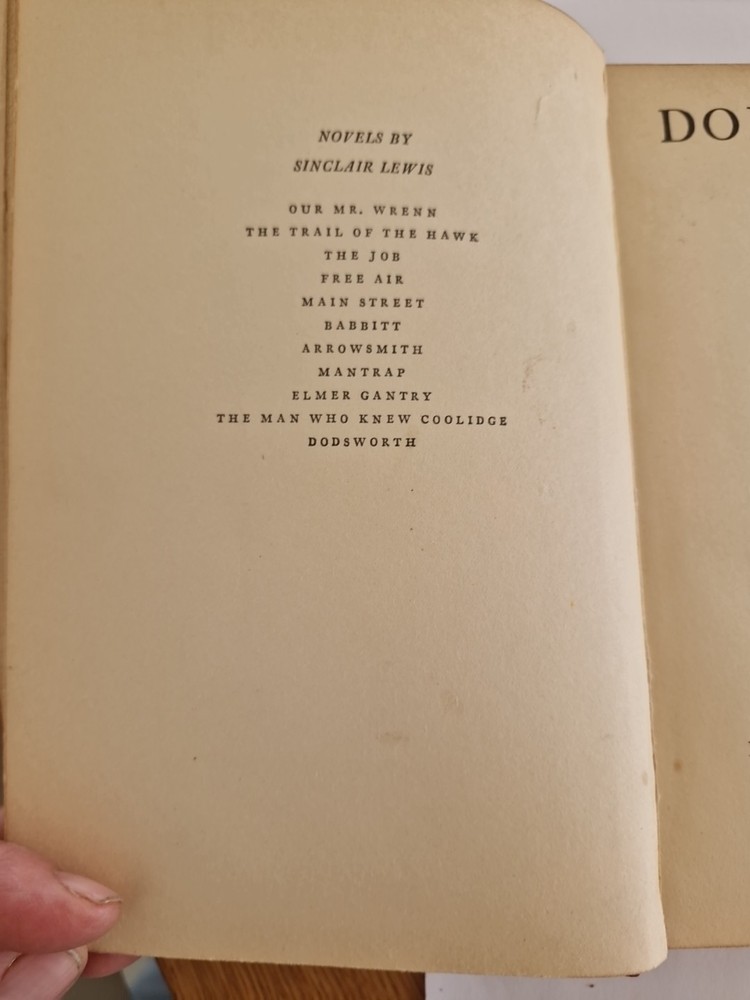 NOVELS BY
SINCLAIR LEWIS
OUR MR. WRENN
THE TRAIL OF THE HAWK
THE JOB
FREE AIR
MAIN STREET
BABBITT
ARROWSMITH
MANTRAP
ELMER GANTRY
THE MAN WHO KNEW COOLIDGE
DODSWORTH